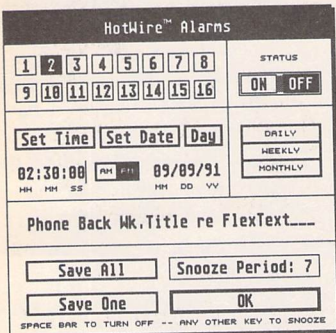 HotWire™ Alarms
1 2 3 4 5 6 7 8
9 10 11 12 13 14 15 16
STATUS
ON OFF
Set Time Set Date Day
02:30:00 AM PM 09/09/91
HH MM SS MM DD YY
DAILY
WEEKLY
MONTHLY
Phone Back Wk.Title re FlexText___
Save All Snooze Period: 7
Save One OK
SPACE BAR TO TURN OFF -- ANY OTHER KEY TO SNOOZE